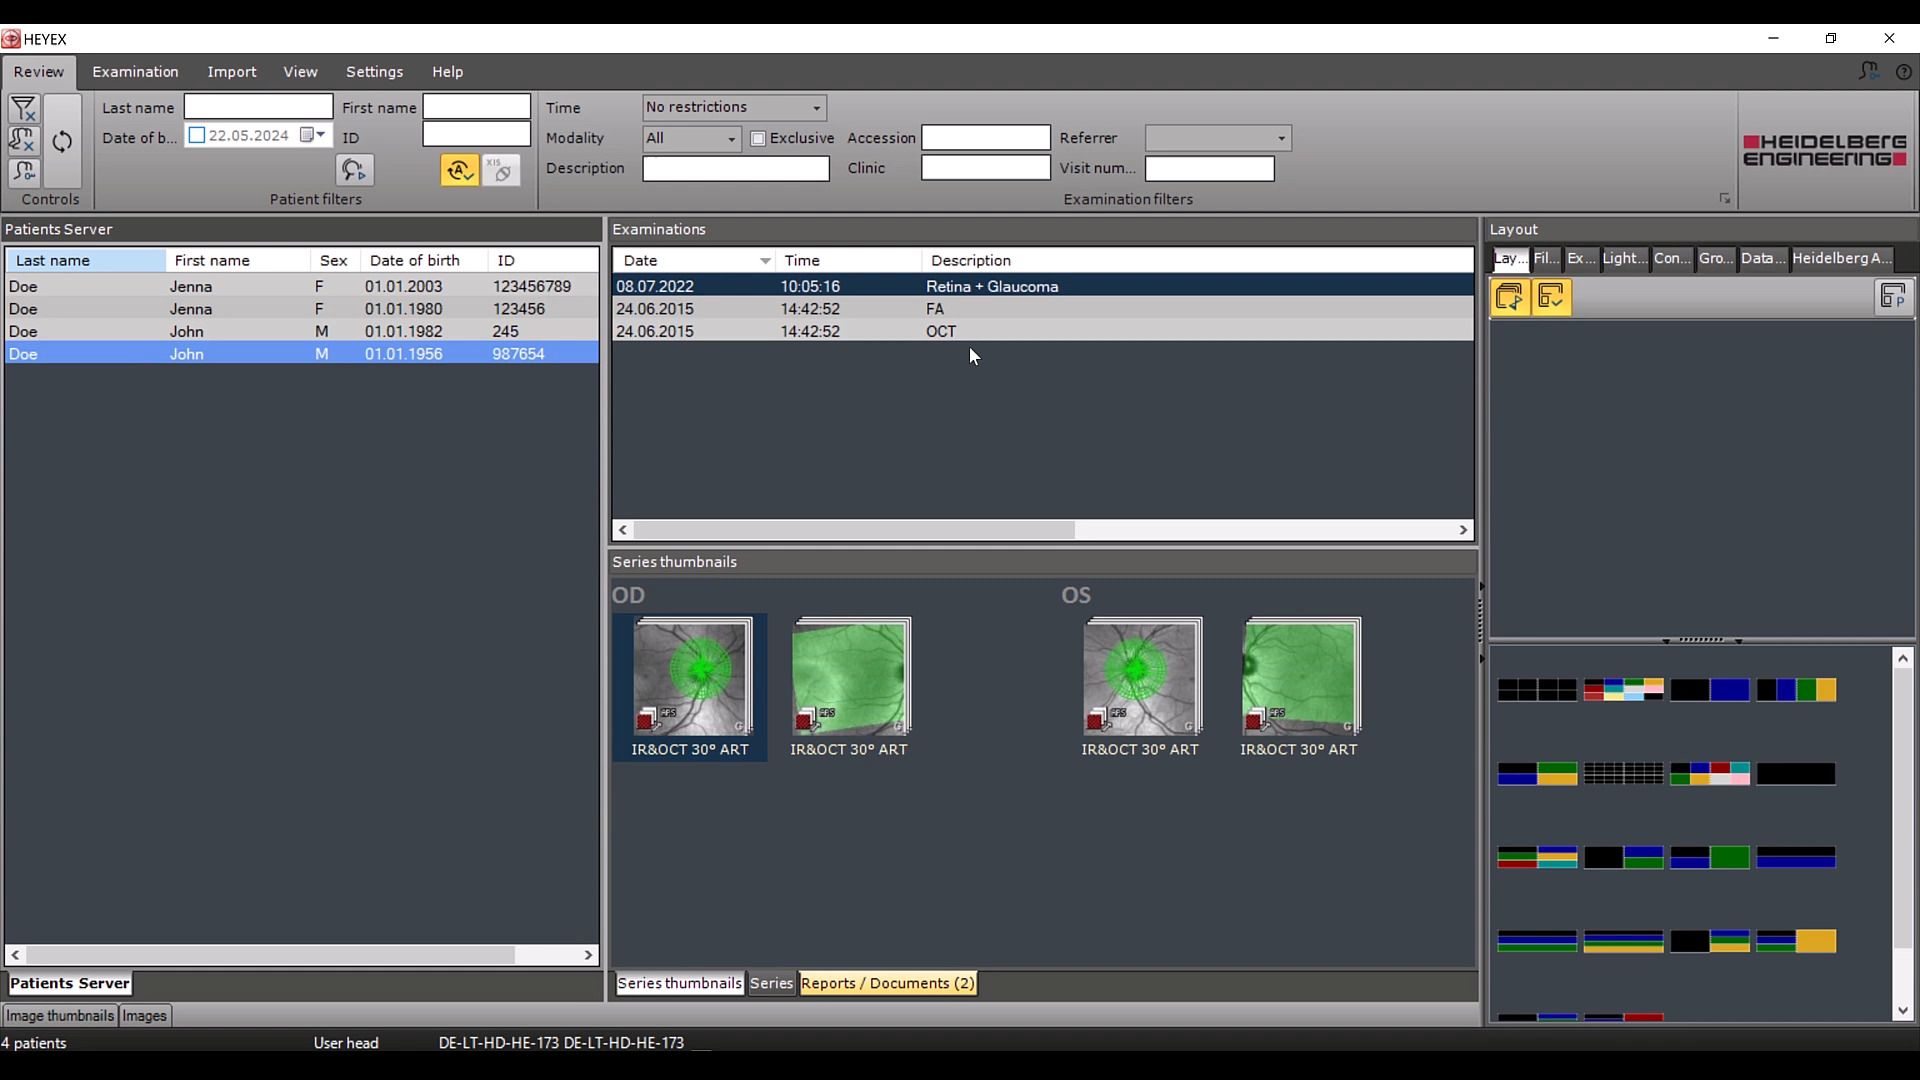 HEYEX
Review Examination Import View Settings Help
Last name First name Time No restrictions
Date of b... 22.05.2024 ID Modality All Exclusive Accession Referrer
XIS Description Clinic Visit num...
Controls Patient filters Examination filters
HEIDELBERG
ENGINEERING
Patients Server Examinations Layout
Last name First name Sex Date of birth ID
Doe Jenna F 01.01.2003 123456789
Doe Jenna F 01.01.1980 123456
Doe John M 01.01.1982 245
Doe John M 01.01.1956 987654
Date Time Description
08.07.2022 10:05:16 Retina + Glaucoma
24.06.2015 14:42:52 FA
24.06.2015 14:42:52 OCT
Lay... Fil... Ex... Light... Con... Gro... Data... Heidelberg A...
Series thumbnails
OD OS
IR&OCT 30° ART IR&OCT 30° ART IR&OCT 30° ART IR&OCT 30° ART
Patients Server
Series thumbnails Series Reports / Documents (2)
Image thumbnails Images
4 patients User head DE-LT-HD-HE-173 DE-LT-HD-HE-173